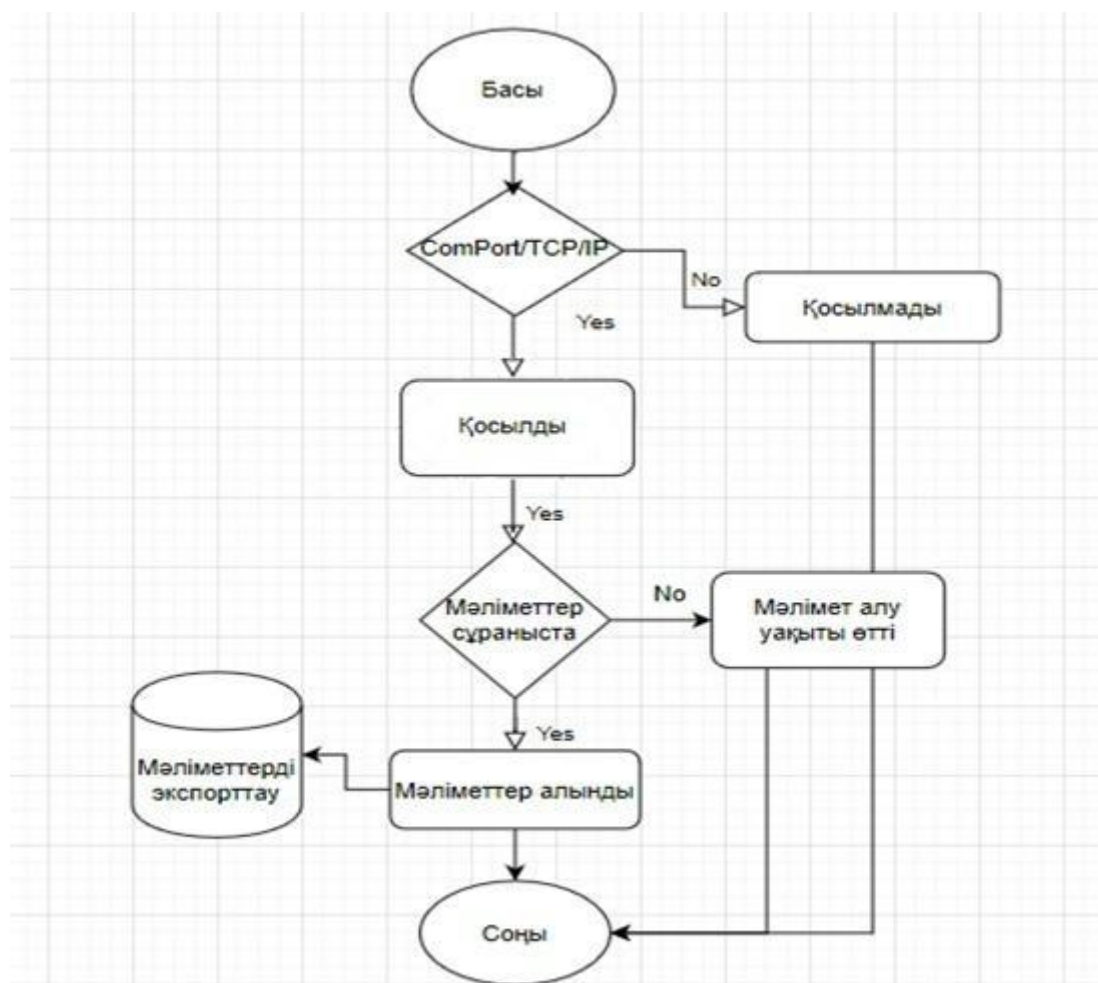 Басы
ComPort/TCP/IP
No
Қосылмады
Yes
Қосылды
Yes
Мәліметтер
сұраныста
No
Мәлімет алу
уақыты өтті
Yes
Мәліметтерді
экспорттау
Мәліметтер алынды
Соңы